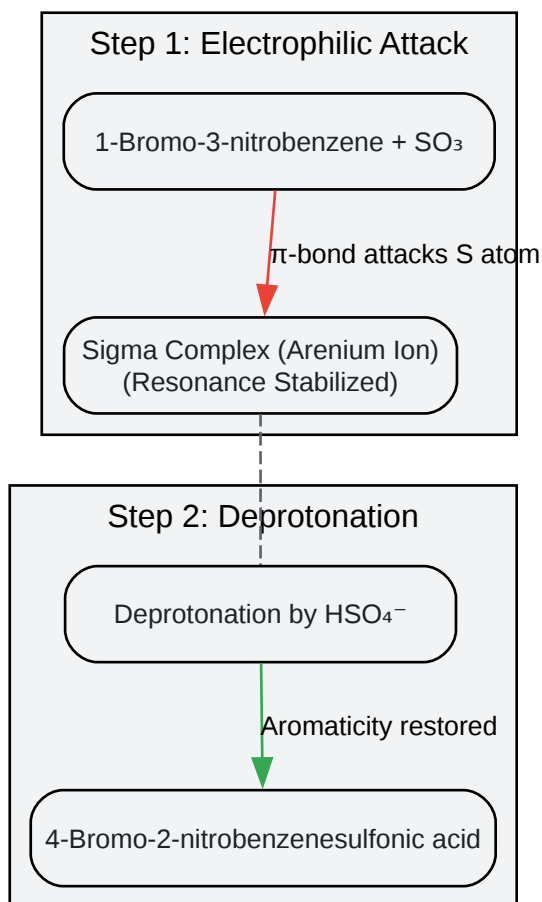 Step 1: Electrophilic Attack
1-Bromo-3-nitrobenzene + SO₃
π-bond attacks S atom
Sigma Complex (Arenium Ion)
(Resonance Stabilized)
Step 2: Deprotonation
Deprotonation by HSO₄⁻
Aromaticity restored
4-Bromo-2-nitrobenzenesulfonic acid